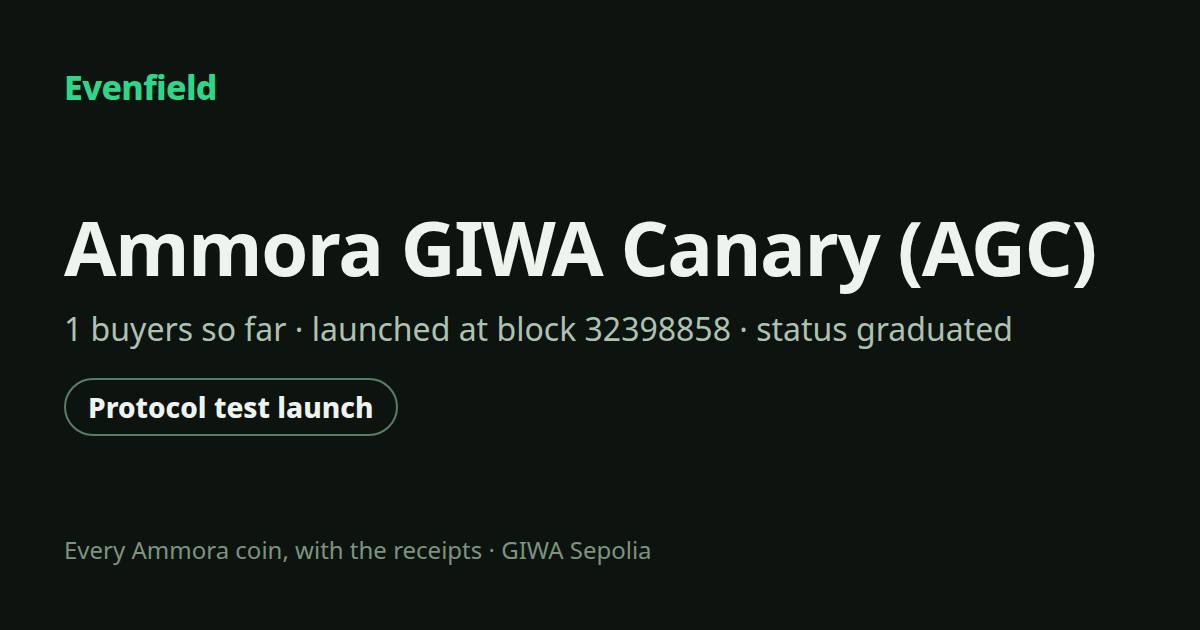 Evenfield
Ammora GIWA Canary (AGC)
1 buyers so far · launched at block 32398858 · status graduated
Protocol test launch
Every Ammora coin, with the receipts · GIWA Sepolia